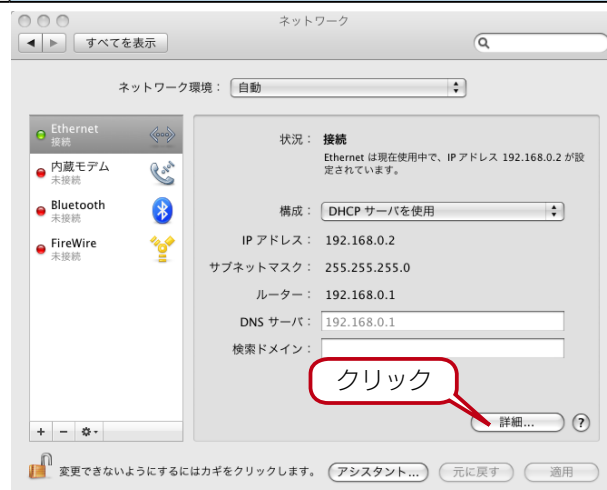 ネットワーク
すべてを表示
ネットワーク環境： 自動
Ethernet
接続
内蔵モデム
未接続
Bluetooth
未接続
FireWire
未接続
状況： 接続
Ethernet は現在使用中で、IP アドレス 192.168.0.2 が設
定されています。
構成： DHCP サーバを使用
IP アドレス： 192.168.0.2
サブネットマスク： 255.255.255.0
ルーター： 192.168.0.1
DNS サーバ： 192.168.0.1
検索ドメイン：
クリック
詳細... ?
+ −
変更できないようにするにはカギをクリックします。 アシスタント... 元に戻す 適用